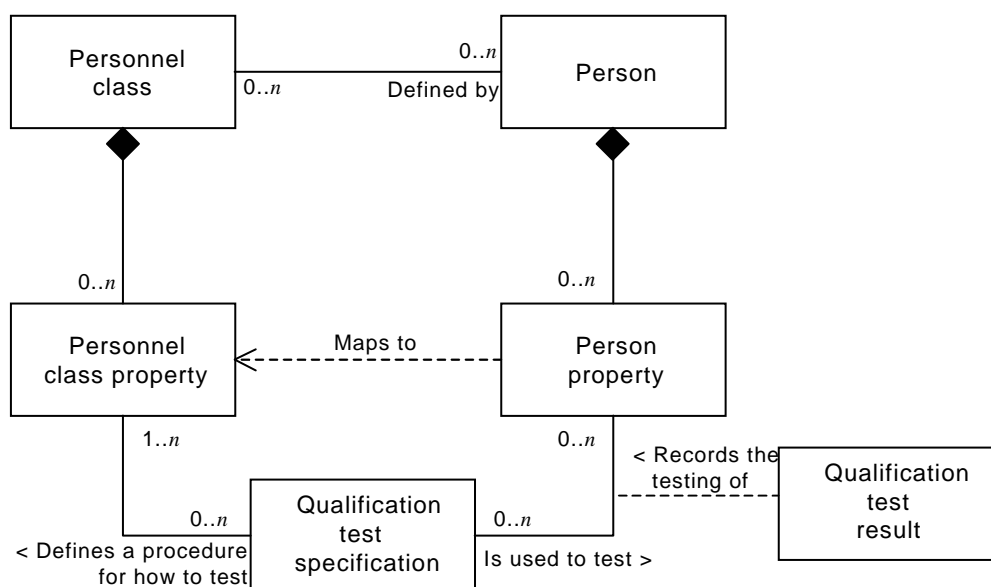 Personnel
class
0..n
0..n
Defined by
Person
0..n
0..n
Personnel
class property
Maps to
Person
property
1..n
0..n
< Records the
testing of
Qualification
test
result
0..n
Qualification
test
specification
0..n
< Defines a procedure
for how to test
Is used to test >